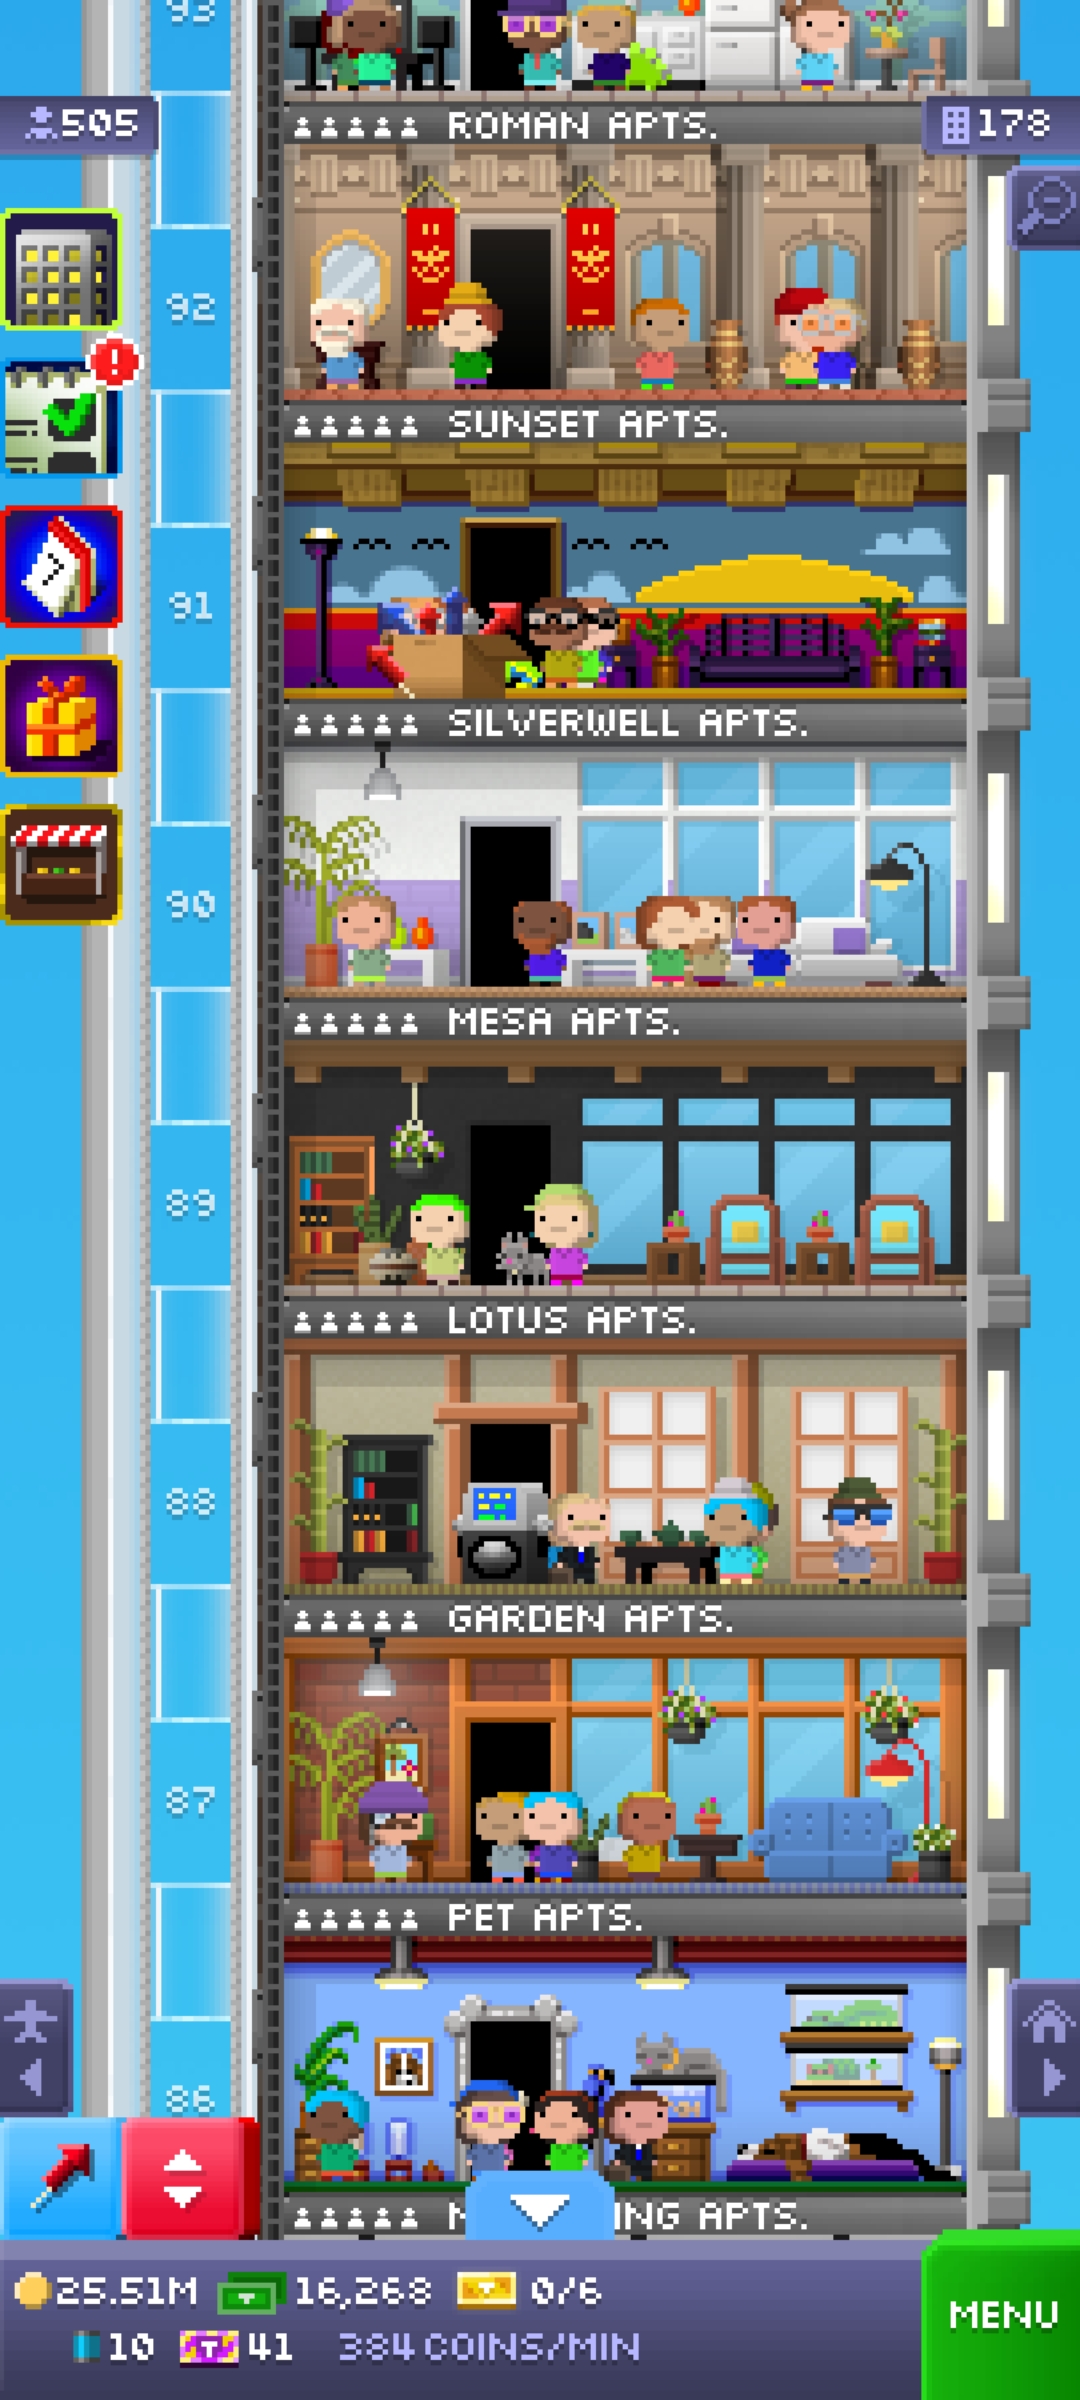 93
505
ROMAN APTS.
178
92
SUNSET APTS.
7
91
SILVERWELL APTS.
90
MESA APTS.
89
LOTUS APTS.
88
GARDEN APTS.
87
PET APTS.
86
ING APTS.
25.51M 16,268 0/6
MENU
10 T 41 384 COINS/MIN